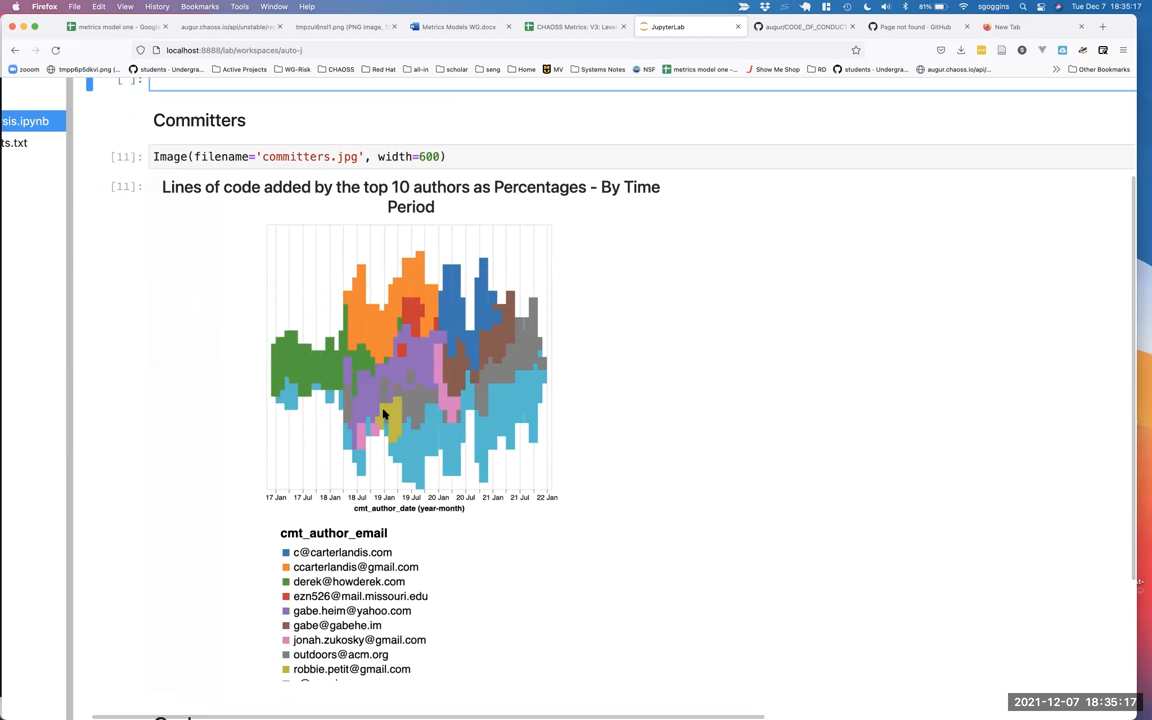 Firefox File Edit View History Bookmarks Tools Window Help 81% sgoggins Tue Dec 7 18:35:17
metrics model one - Google augur.chaoss.io/api/unstable/re tmpzui6nsl1.png (PNG Image, 1 Metrics Models WG.docx CHAOSS Metrics: V3: Leve JupyterLab augur/CODE_OF_CONDUCT Page not found · GitHub New Tab
localhost:8888/lab/workspaces/auto-j
zooom tmpp6p5dkvi.png (... students · Undergra... Active Projects WG-Risk CHAOSS Red Hat all-in scholar seng Home MV Systems Notes NSF metrics model one -... Show Me Shop RD students · Undergra... augur.chaoss.io/api/... Other Bookmarks
[ ]:
sis.ipynb
ts.txt
Committers
[11]: Image(filename='committers.jpg', width=600)
[11]: Lines of code added by the top 10 authors as Percentages - By Time
Period
17 Jan 17 Jul 18 Jan 18 Jul 19 Jan 19 Jul 20 Jan 20 Jul 21 Jan 21 Jul 22 Jan
cmt_author_date (year-month)
cmt_author_email
c@carterlandis.com
ccarterlandis@gmail.com
derek@howderek.com
ezn526@mail.missouri.edu
gabe.heim@yahoo.com
gabe@gabehe.im
jonah.zukosky@gmail.com
outdoors@acm.org
robbie.petit@gmail.com
2021-12-07 18:35:17